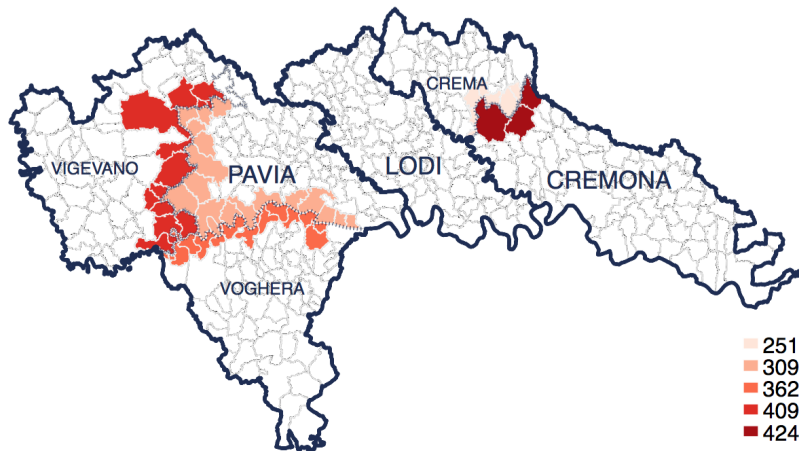 CREMA
VIGEVANO
PAVIA
LODI
CREMONA
VOGHERA
251
309
362
409
424